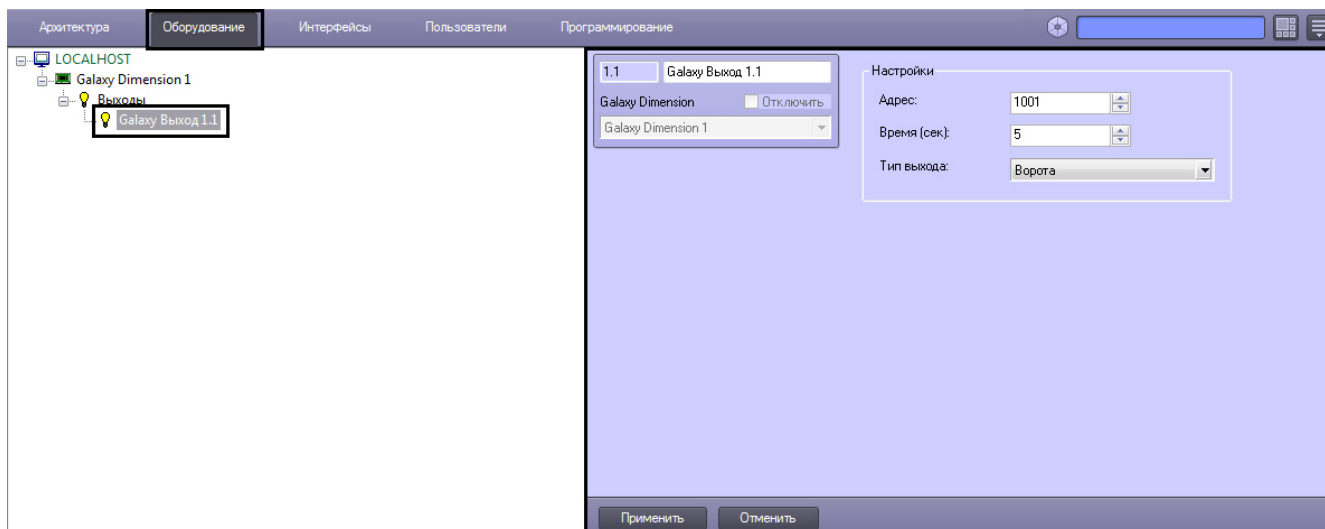 Архитектура Оборудование Интерфейсы Пользователи Программирование
LOCALHOST
Galaxy Dimension 1
Выходы
Galaxy Выход 1.1
1.1 Galaxy Выход 1.1
Galaxy Dimension Отключить
Galaxy Dimension 1
Настройки
Адрес: 1001
Время (сек): 5
Тип выхода: Ворота
Применить Отменить